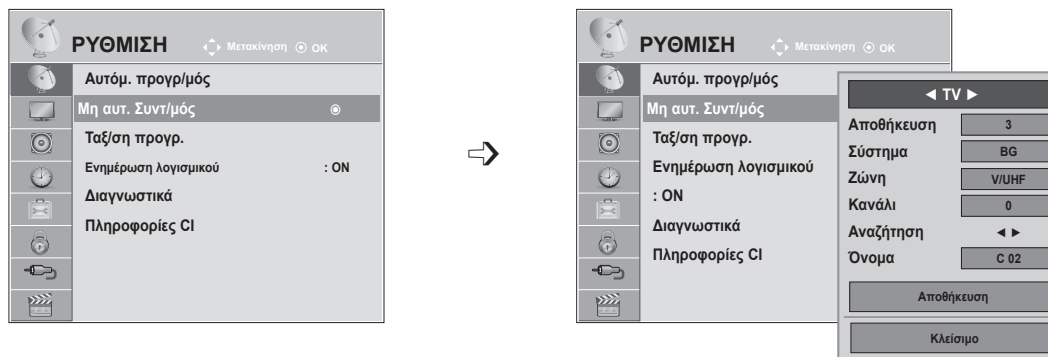 ΡΥΘΜΙΣΗ Μετακίνηση OK
Αυτόμ. προγρ/μός
Μη αυτ. Συντ/μός
Ταξ/ση προγρ.
Ενημέρωση λογισμικού : ON
Διαγνωστικά
Πληροφορίες CI
ΡΥΘΜΙΣΗ Μετακίνηση OK
Αυτόμ. προγρ/μός
Μη αυτ. Συντ/μός
Ταξ/ση προγρ.
Ενημέρωση λογισμικού
: ON
Διαγνωστικά
Πληροφορίες CI
◄ TV ►
Αποθήκευση 3
Σύστημα BG
Ζώνη V/UHF
Κανάλι 0
Αναζήτηση ◄ ►
Όνομα C 02
Αποθήκευση
Κλείσιμο